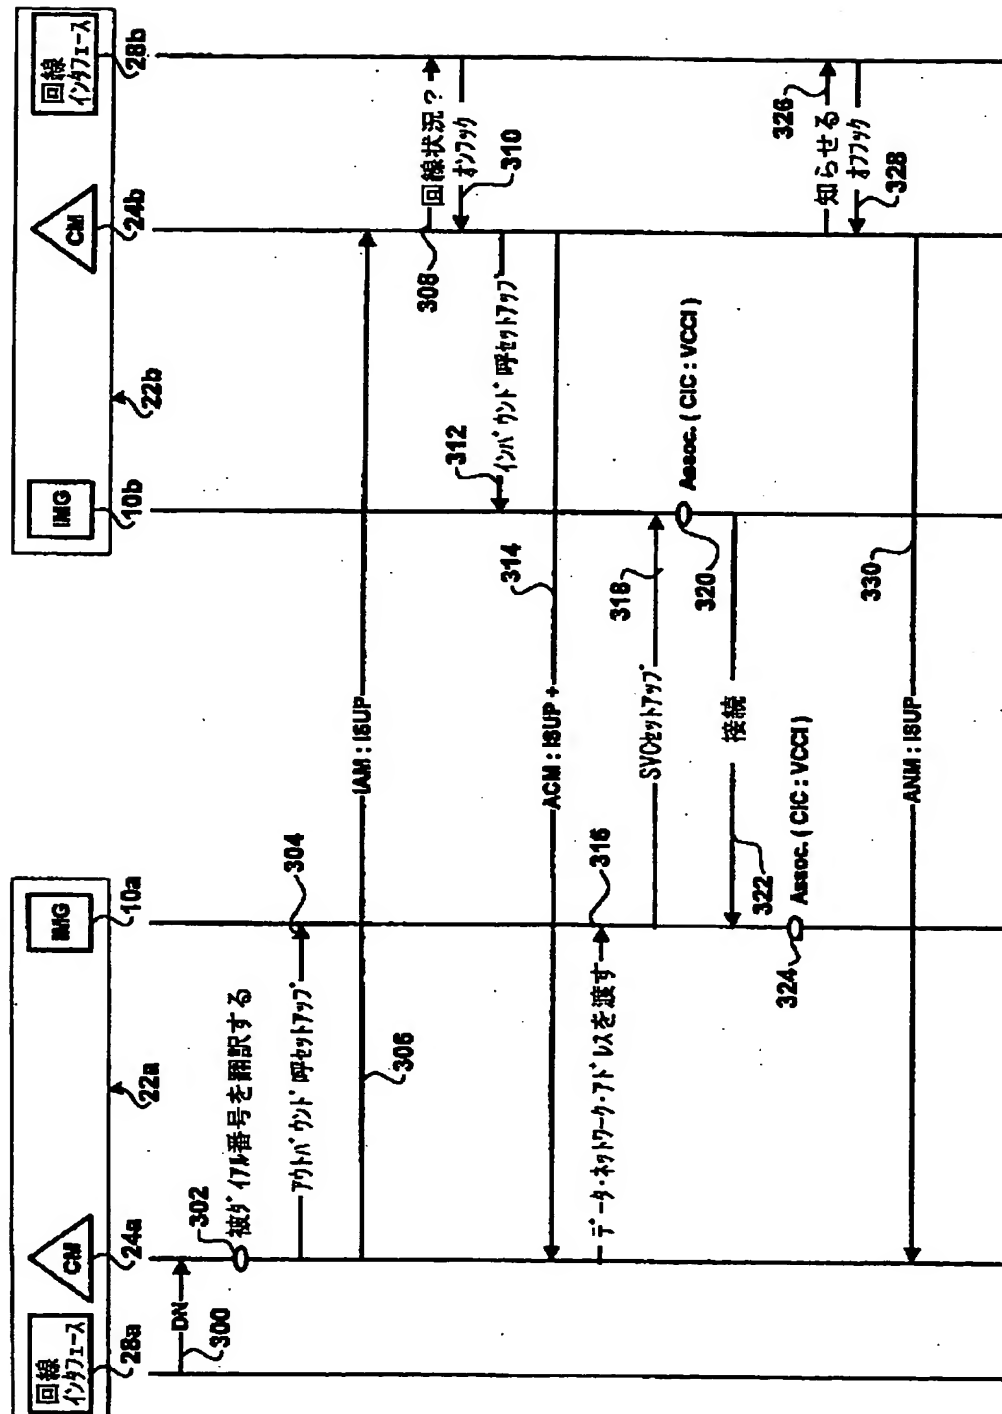 回線
インタフェース
28a
CM
24a
22a
IMG
10a
IMG
10b
22b
CM
24b
回線
インタフェース
28b
DN
300
302
被ダイアル番号を翻訳する
アウトバウンド呼セットアップ
304
IAM : ISUP
306
308
回線状況?
オンフック
310
312
インバウンド呼セットアップ
ACM : ISUP +
314
データ・ネットワーク・アドレスを渡す
316
SVCセットアップ
318
320
Assoc. ( CIC : VCCI )
接続
322
324
Assoc. ( CIC : VCCI )
知らせる
326
オフフック
328
ANM : ISUP
330